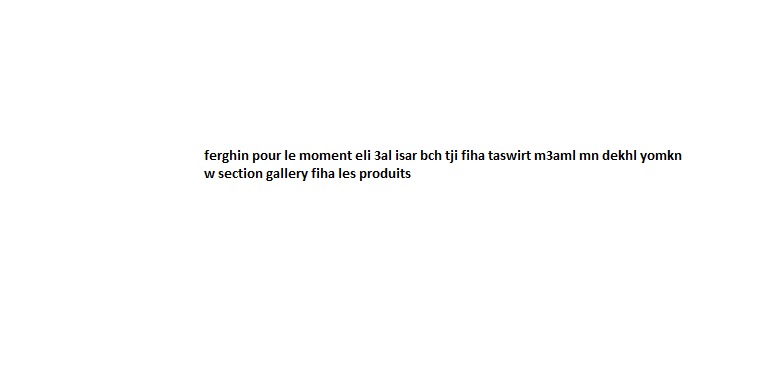 ferghin pour le moment eli 3al isar bch tji fiha taswirt m3aml mn dekhl yomkn
w section gallery fiha les produits